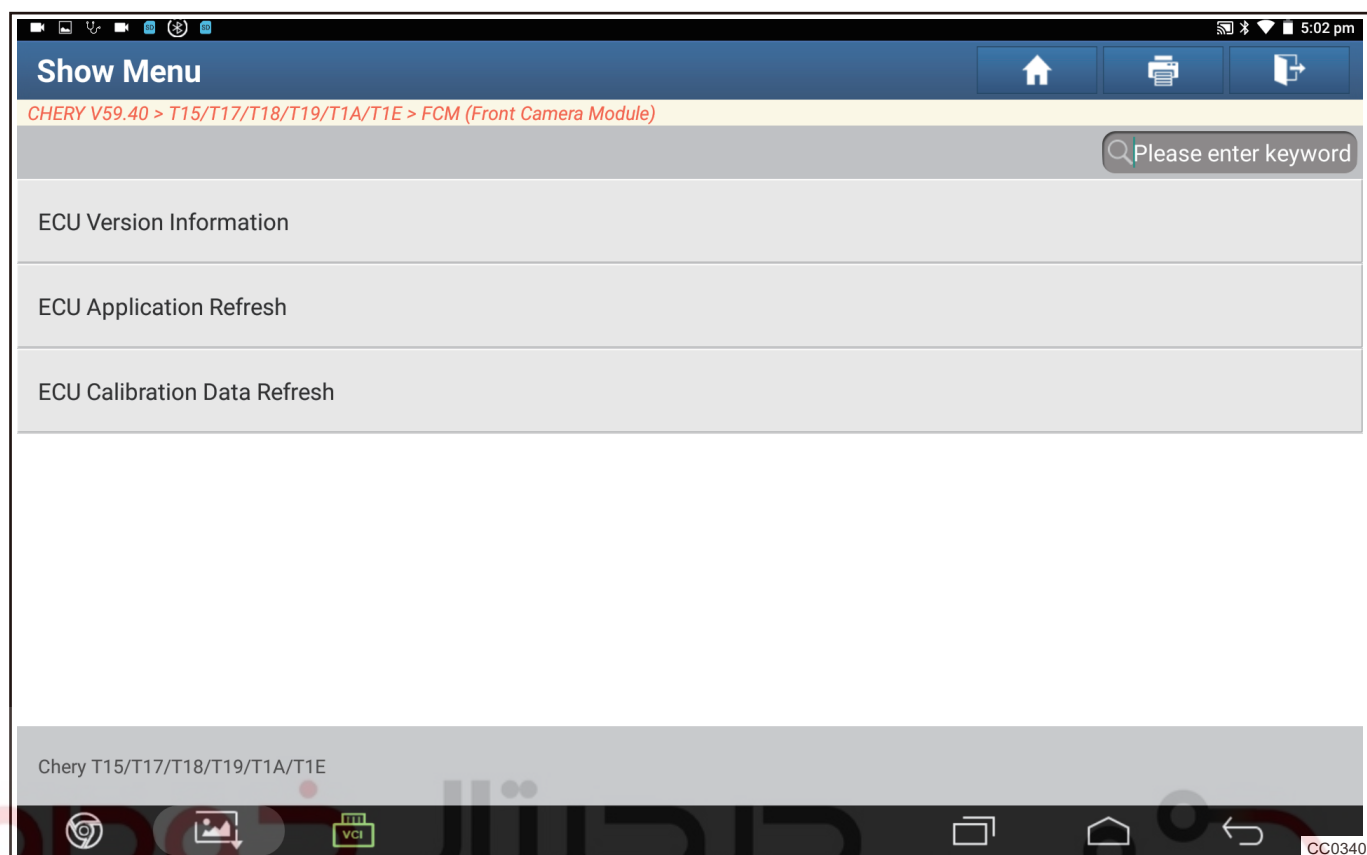 5:02 pm
Show Menu
CHERY V59.40 > T15/T17/T18/T19/T1A/T1E > FCM (Front Camera Module)
Please enter keyword
ECU Version Information
ECU Application Refresh
ECU Calibration Data Refresh
Chery T15/T17/T18/T19/T1A/T1E
VCI
CC0340